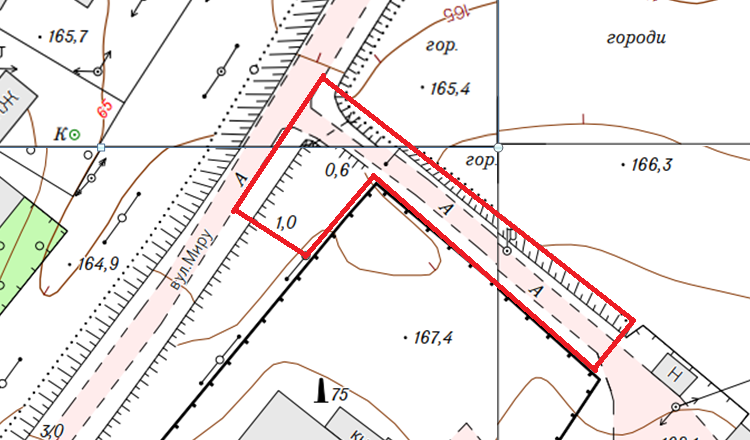 165
165,7
гор.
городи
165,4
65
К
гор.
166,3
0,6
А
А
1,0
вул.Миру
164,9
А
167,4
Н
75
3/0